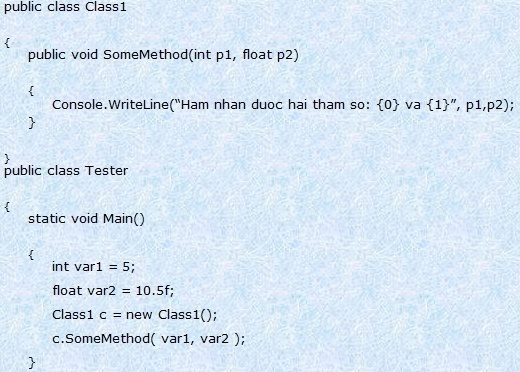 public class Class1
{
public void SomeMethod(int p1, float p2)
{
Console.WriteLine(“Ham nhan duoc hai tham so: {0} va {1}”, p1,p2);
}
}
public class Tester
{
static void Main()
{
int var1 = 5;
float var2 = 10.5f;
Class1 c = new Class1();
c.SomeMethod( var1, var2 );
}